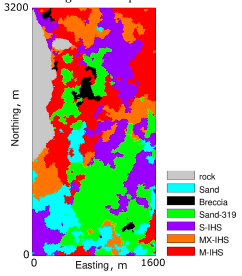 3200
Northing, m
0
0
Easting, m
1600
rock
Sand
Breccia
Sand-319
S-IHS
MX-IHS
M-IHS